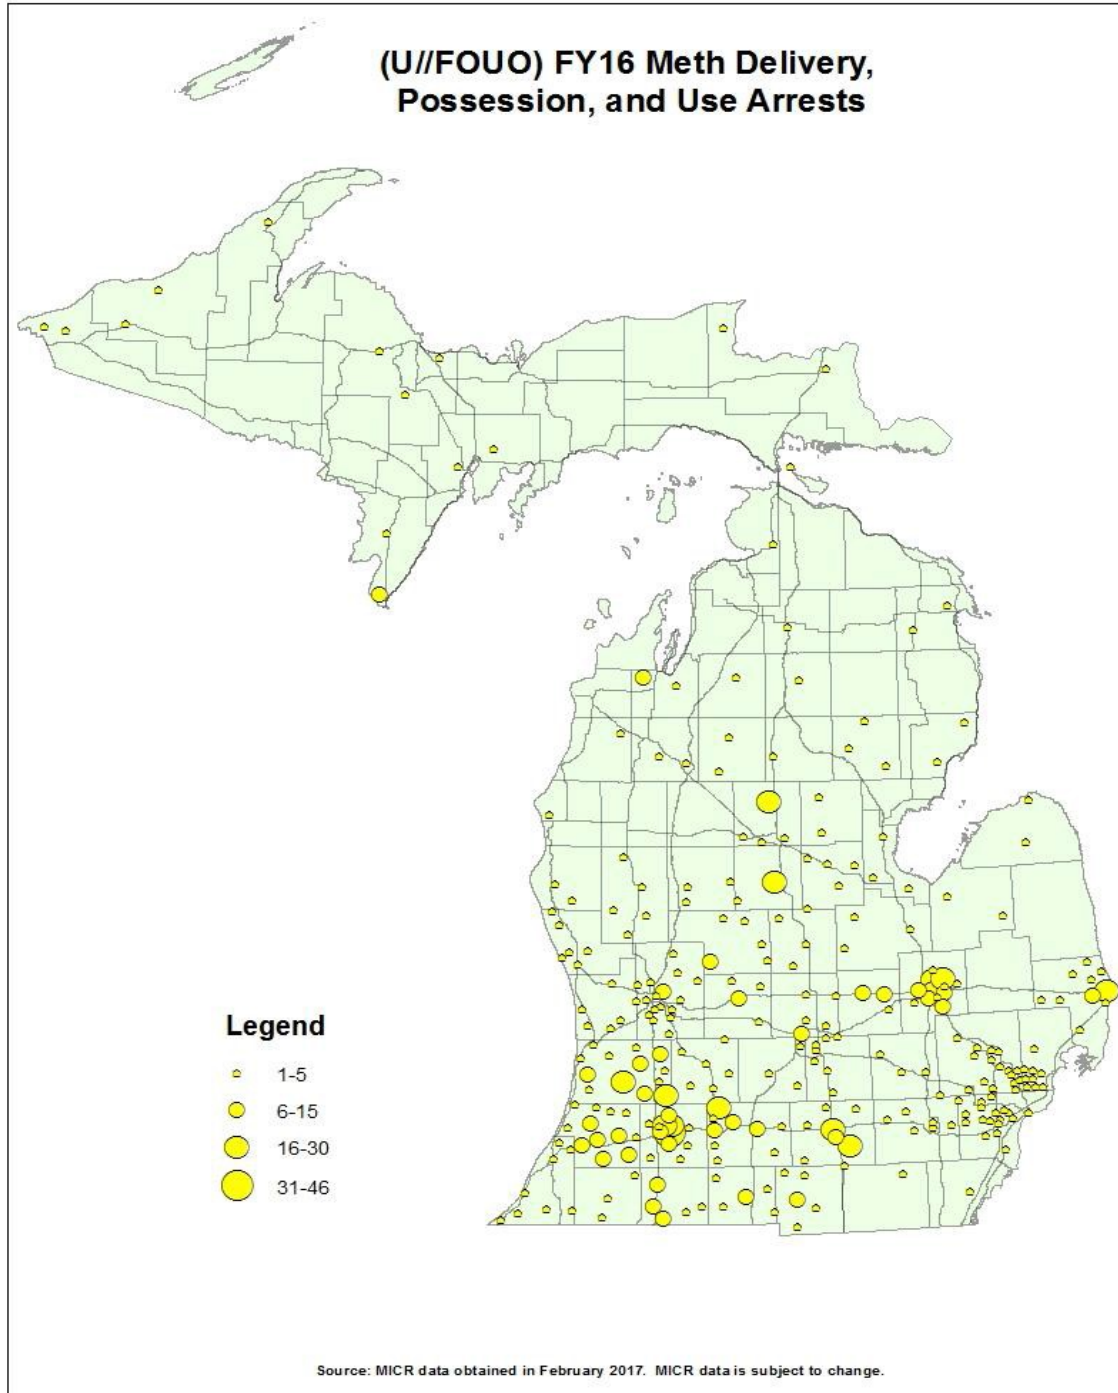 (U//FOUO) FY16 Meth Delivery,
Possession, and Use Arrests
Legend
1-5
6-15
16-30
31-46
Source: MICR data obtained in February 2017. MICR data is subject to change.